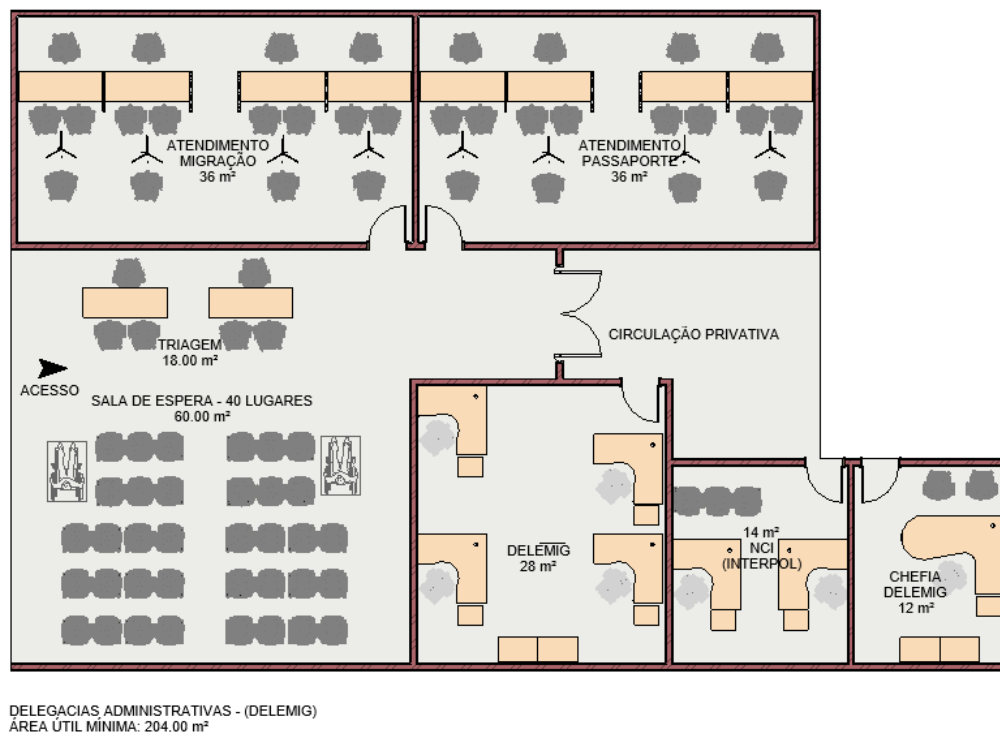 ATENDIMENTO
MIGRAÇÃO
36 m²
ATENDIMENTO
PASSAPORTE
36 m²
TRIAGEM
18.00 m²
ACESSO
CIRCULAÇÃO PRIVATIVA
SALA DE ESPERA - 40 LUGARES
60.00 m²
DELEMIG
28 m²
14 m²
NCI
(INTERPOL)
CHEFIA
DELEMIG
12 m²
DELEGACIAS ADMINISTRATIVAS - (DELEMIG)
ÁREA ÚTIL MÍNIMA: 204.00 m²